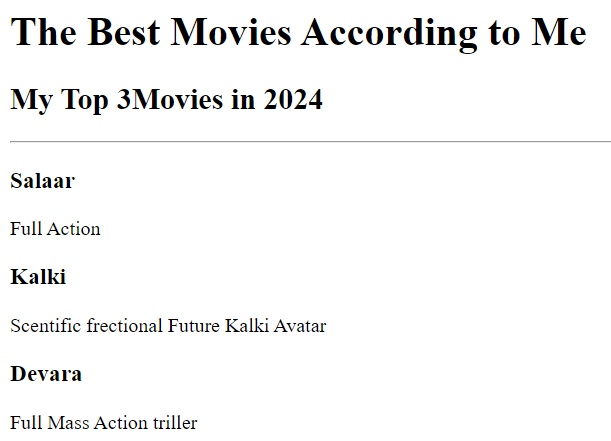 The Best Movies According to Me
My Top 3Movies in 2024
Salaar
Full Action
Kalki
Scentific frectional Future Kalki Avatar
Devara
Full Mass Action triller